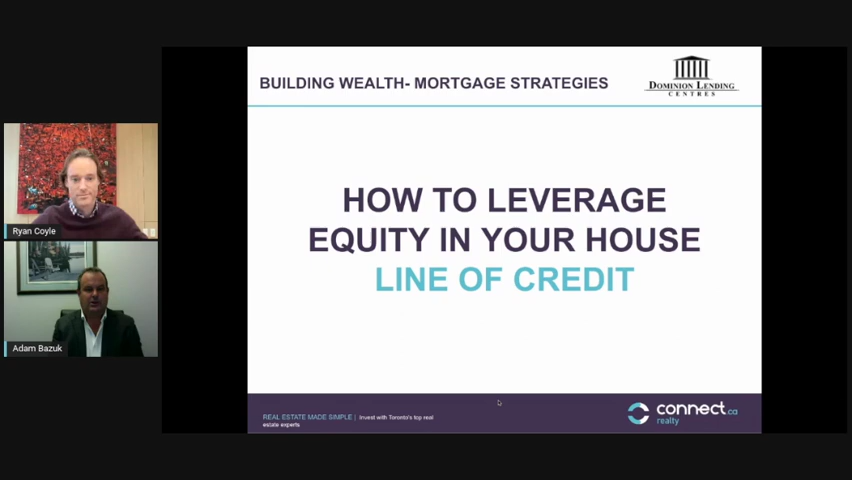 BUILDING WEALTH- MORTGAGE STRATEGIES
DOMINION LENDING
CENTRES
HOW TO LEVERAGE
EQUITY IN YOUR HOUSE
LINE OF CREDIT
Ryan Coyle
Adam Bazuk
REAL ESTATE MADE SIMPLE | Invest with Toronto's top real
estate experts
connect.ca
realty